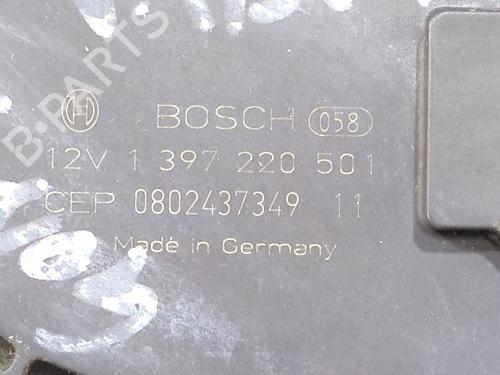 B-PARTS
BOSCH 058
12V 1 397 220 501
CEP 0802437349 11
Made in Germany